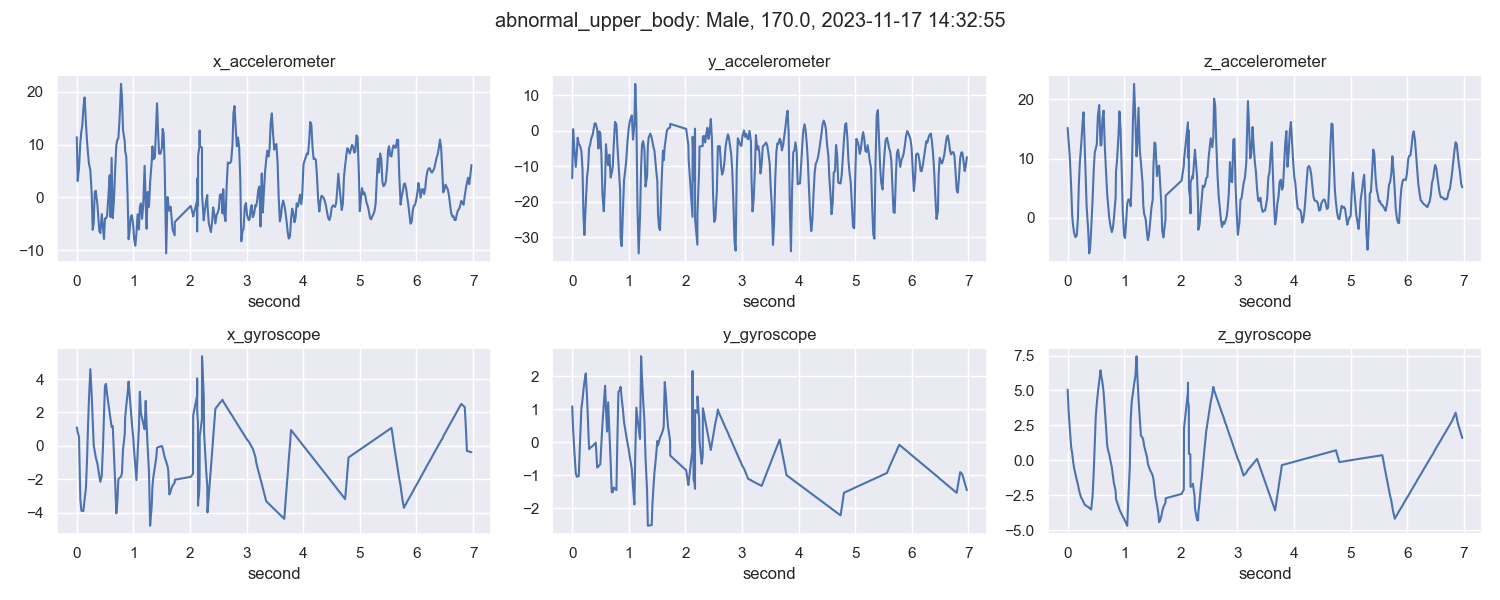 abnormal_upper_body: Male, 170.0, 2023-11-17 14:32:55
x_accelerometer
20
10
0
−10
0 1 2 3 4 5 6 7
second
y_accelerometer
10
0
−10
−20
−30
0 1 2 3 4 5 6 7
second
z_accelerometer
20
10
0
0 1 2 3 4 5 6 7
second
x_gyroscope
4
2
0
−2
−4
0 1 2 3 4 5 6 7
second
y_gyroscope
2
1
0
−1
−2
0 1 2 3 4 5 6 7
second
z_gyroscope
7.5
5.0
2.5
0.0
−2.5
−5.0
0 1 2 3 4 5 6 7
second